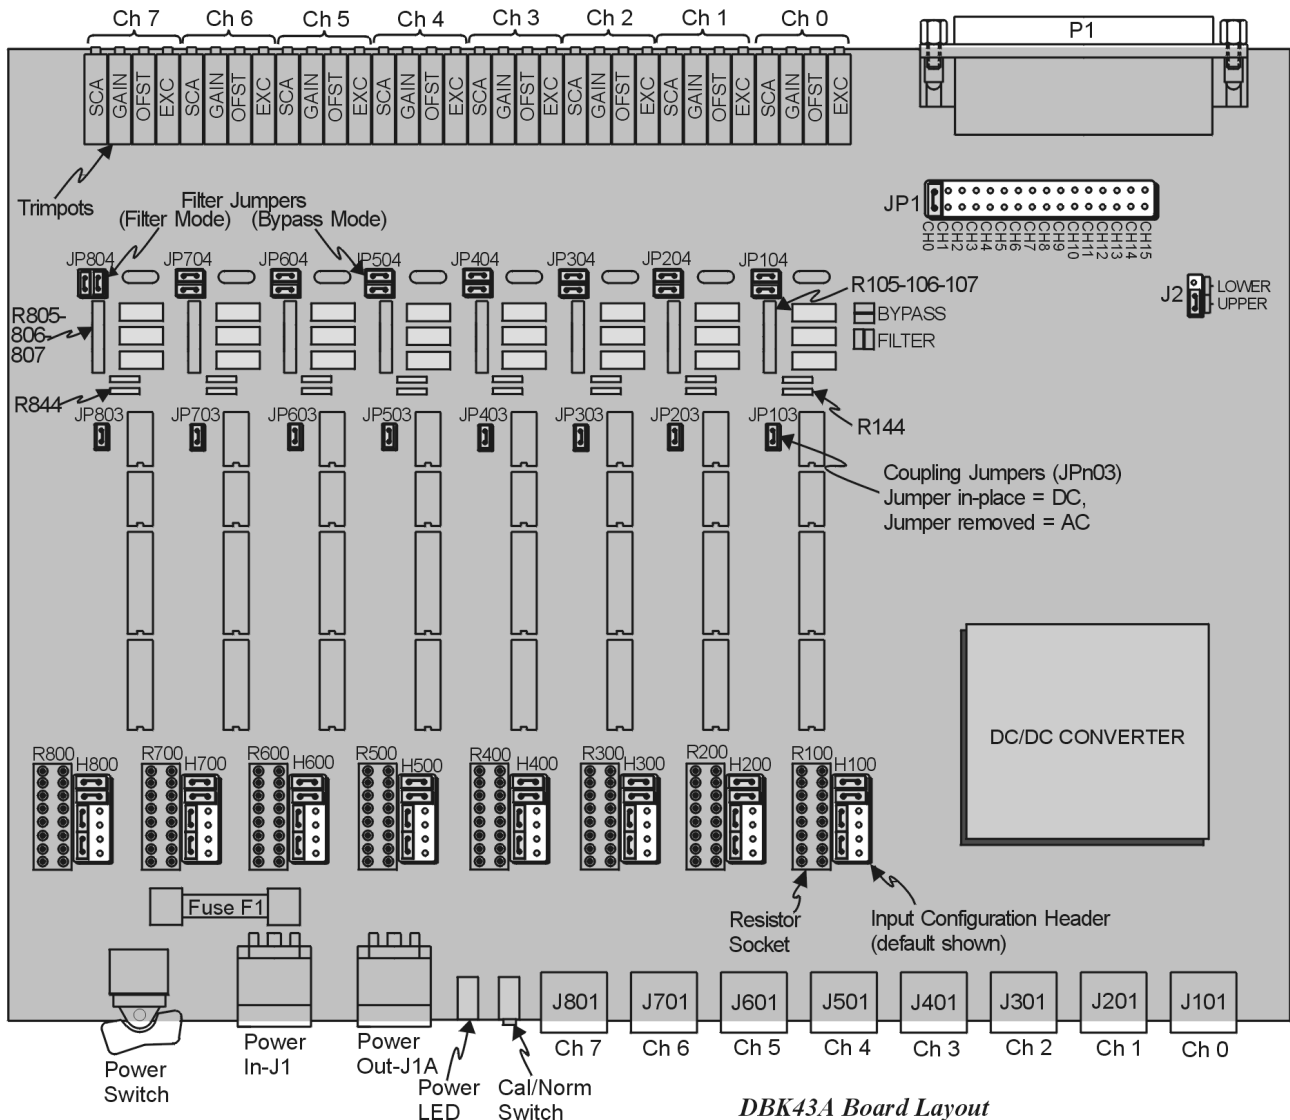 Ch 7 Ch 6 Ch 5 Ch 4 Ch 3 Ch 2 Ch 1 Ch 0
P1
SCA GAIN OFST EXC SCA GAIN OFST EXC SCA GAIN OFST EXC SCA GAIN OFST EXC SCA GAIN OFST EXC SCA GAIN OFST EXC SCA GAIN OFST EXC SCA GAIN OFST EXC
Trimpots
Filter Jumpers
(Filter Mode) (Bypass Mode)
JP1
CH0 CH1 CH2 CH3 CH4 CH5 CH6 CH7 CH8 CH9 CH10 CH11 CH12 CH13 CH14 CH15
JP804 JP704 JP604 JP504 JP404 JP304 JP204 JP104
R105-106-107
J2
LOWER
UPPER
R805-
806-
807
BYPASS
FILTER
R844
R144
JP803 JP703 JP603 JP503 JP403 JP303 JP203 JP103
Coupling Jumpers (JPn03)
Jumper in-place = DC,
Jumper removed = AC
DC/DC CONVERTER
R800 H800 R700 H700 R600 H600 R500 H500 R400 H400 R300 H300 R200 H200 R100 H100
Fuse F1
Resistor
Socket
Input Configuration Header
(default shown)
J801 J701 J601 J501 J401 J301 J201 J101
Ch 7 Ch 6 Ch 5 Ch 4 Ch 3 Ch 2 Ch 1 Ch 0
Power
Switch
Power
In-J1
Power
Out-J1A
Power
LED
Cal/Norm
Switch
DBK43A Board Layout